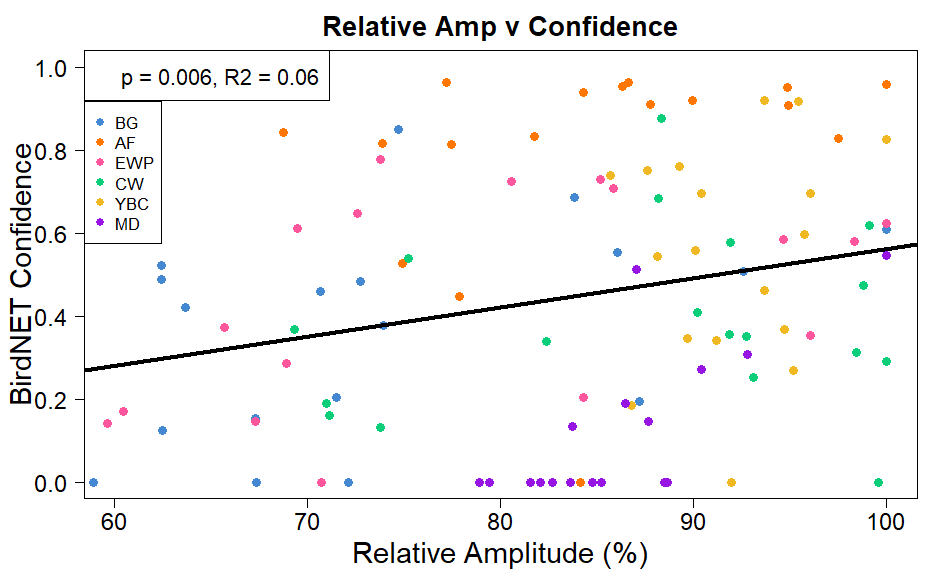 Relative Amp v Confidence
p = 0.006, R2 = 0.06
BG
AF
EWP
CW
YBC
MD
BirdNET Confidence
1.0
0.8
0.6
0.4
0.2
0.0
60 70 80 90 100
Relative Amplitude (%)